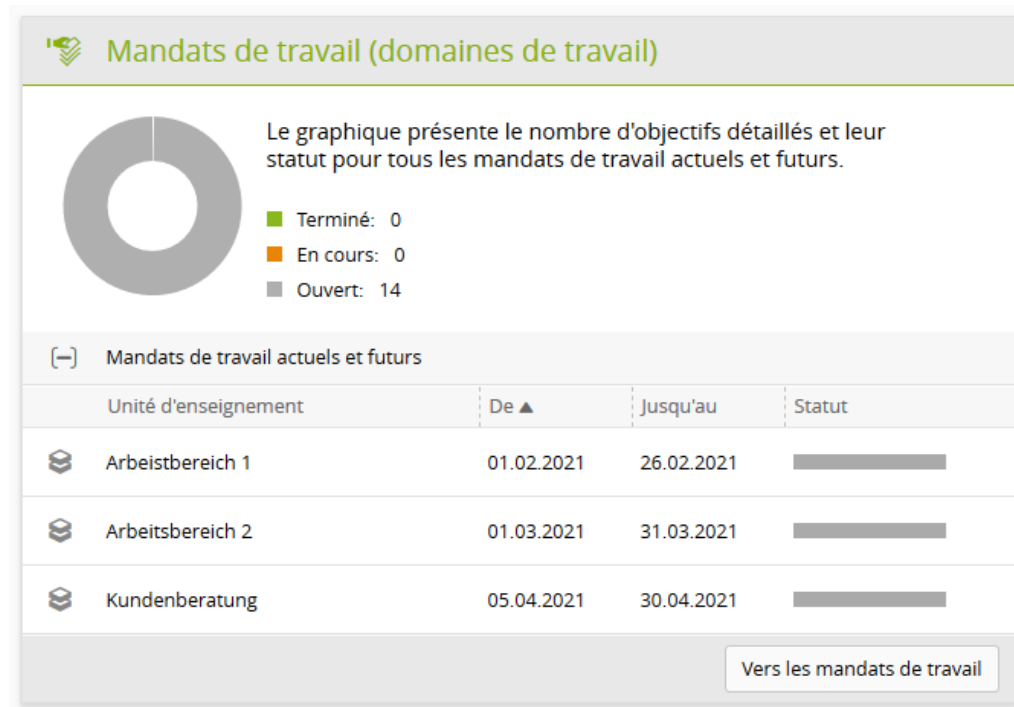 Mandats de travail (domaines de travail)
Le graphique présente le nombre d'objectifs détaillés et leur
statut pour tous les mandats de travail actuels et futurs.
Terminé: 0
En cours: 0
Ouvert: 14
Mandats de travail actuels et futurs
Unité d'enseignement De ▲ Jusqu'au Statut
Arbeistbereich 1 01.02.2021 26.02.2021
Arbeitsbereich 2 01.03.2021 31.03.2021
Kundenberatung 05.04.2021 30.04.2021
Vers les mandats de travail